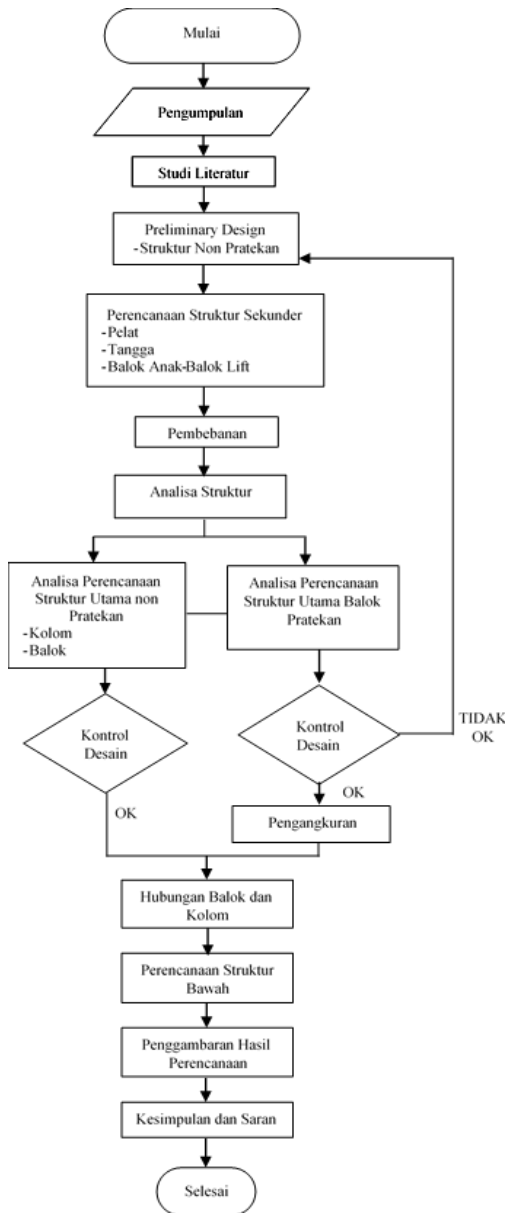 Mulai
Pengumpulan
Studi Literatur
Preliminary Design
-Struktur Non Pratekan
Perencanaan Struktur Sekunder
-Pelat
-Tangga
-Balok Anak-Balok Lift
Pembebanan
Analisa Struktur
Analisa Perencanaan
Struktur Utama non
Pratekan
-Kolom
-Balok
Analisa Perencanaan
Struktur Utama Balok
Pratekan
Kontrol
Desain
Kontrol
Desain
TIDAK
OK
OK
OK
Pengangkuran
Hubungan Balok dan
Kolom
Perencanaan Struktur
Bawah
Penggambaran Hasil
Perencanaan
Kesimpulan dan Saran
Selesai